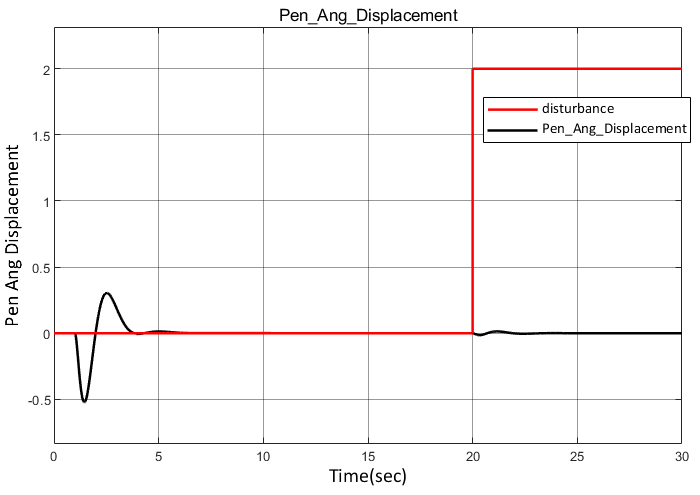 Pen_Ang_Displacement
2
1.5
1
0.5
0
-0.5
Pen Ang Displacement
disturbance
Pen_Ang_Displacement
0 5 10 15 20 25 30
Time(sec)